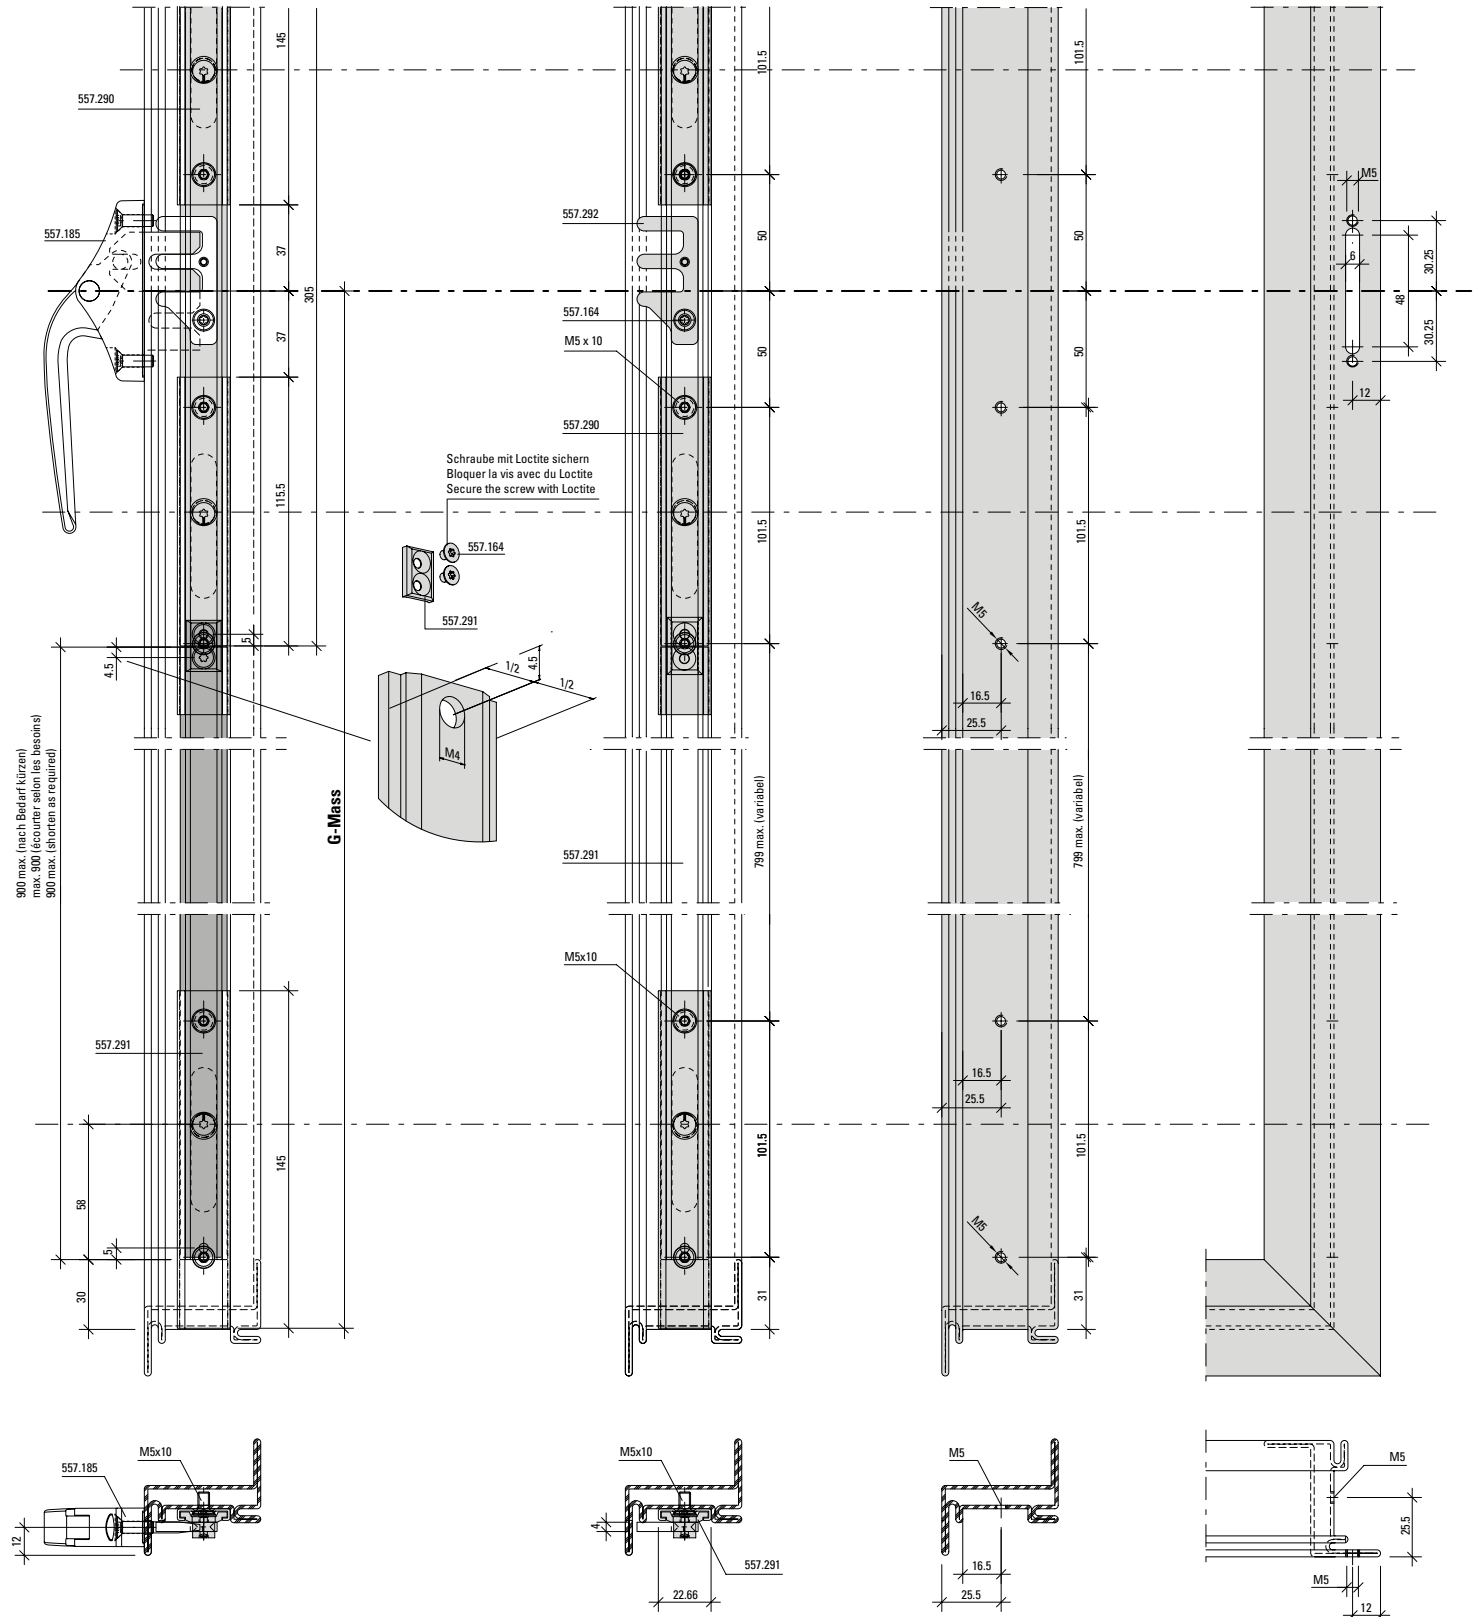 145
101.5
101.5
557.290
M5
557.185
557.292
37
50
50
6
30.25
48
305
557.164
37
M5 x 10
50
50
30.25
12
557.290
Schraube mit Loctite sichern
Bloquer la vis avec du Loctite
Secure the screw with Loctite
115.5
101.5
101.5
557.164
557.291
M5
5
4.5
1/2
4.5
1/2
16.5
25.5
M4
900 max. (nach Bedarf kürzen)
max. 900 (écourter selon les besoins)
900 max. (shorten as required)
G-Mass
799 max. (variabel)
799 max. (variabel)
557.291
M5x10
557.291
16.5
25.5
145
101.5
101.5
58
5
M5
30
31
31
M5x10
557.185
12
M5x10
4
557.291
22.66
M5
16.5
25.5
M5
25.5
M5
12